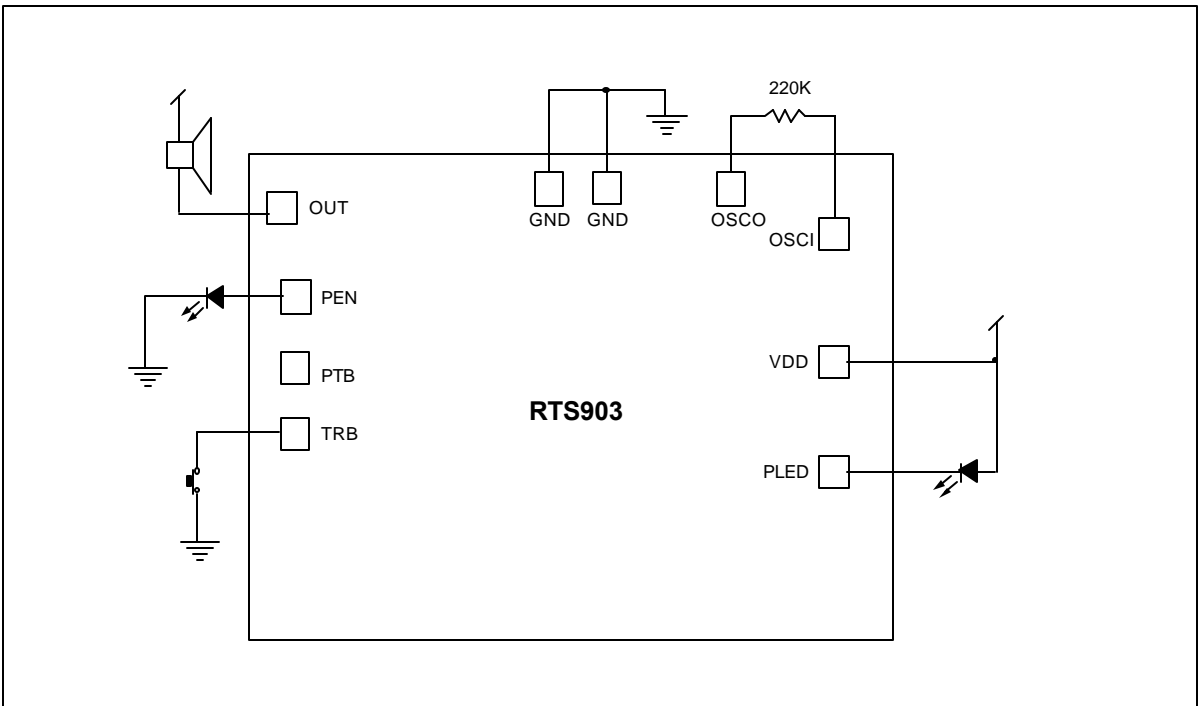 220K
OUT
GND
GND
OSCO
OSCI
PEN
VDD
PTB
RTS903
TRB
PLED